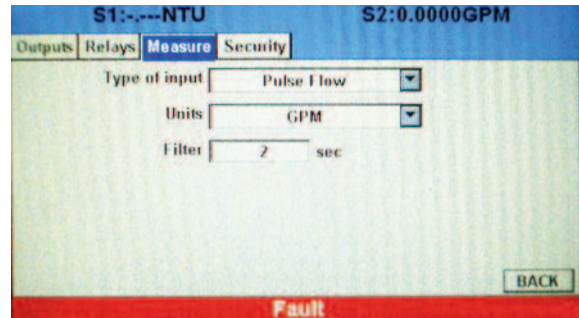 S1:-.---NTU S2:0.0000GPM
Outputs Relays Measure Security
Type of input Pulse Flow
Units GPM
Filter 2 sec
BACK
Fault